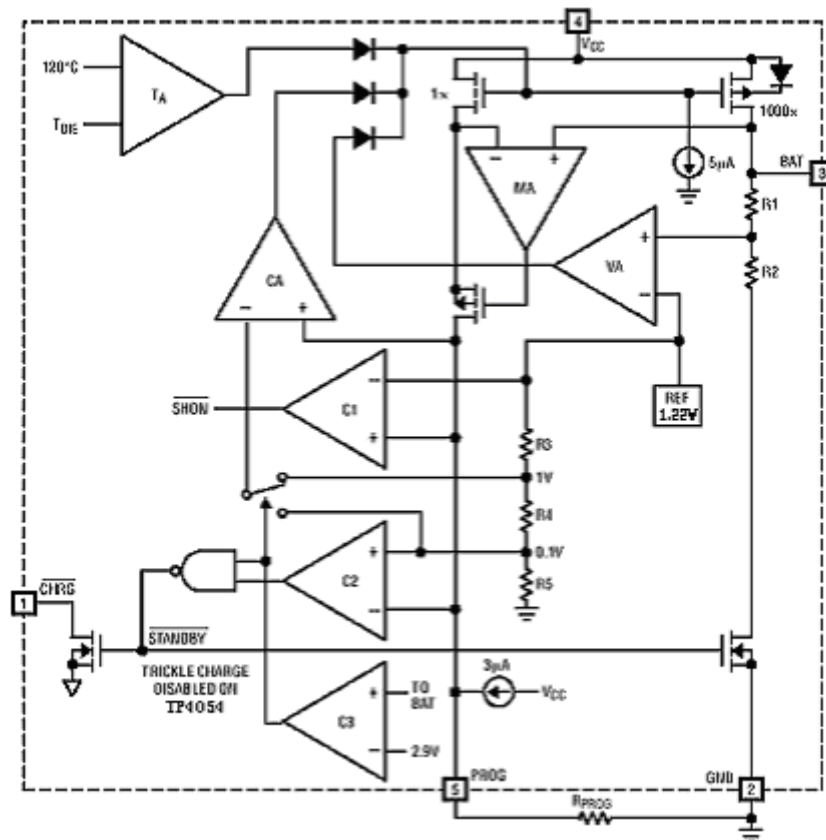 4
VCC
120°C
TA
TDIE
1×
1000×
5µA
BAT
3
– +
MA
R1
+
VA
–
R2
CA
– +
–
C1
+
SHDN
REF
1.22V
R3
1V
R4
0.1V
R5
+
C2
–
CHRG
1
STANDBY
TRICKLE CHARGE
DISABLED ON
TP4054
3µA
VCC
+
C3
–
TO
BAT
2.9V
PROG
5
GND
2
RPROG